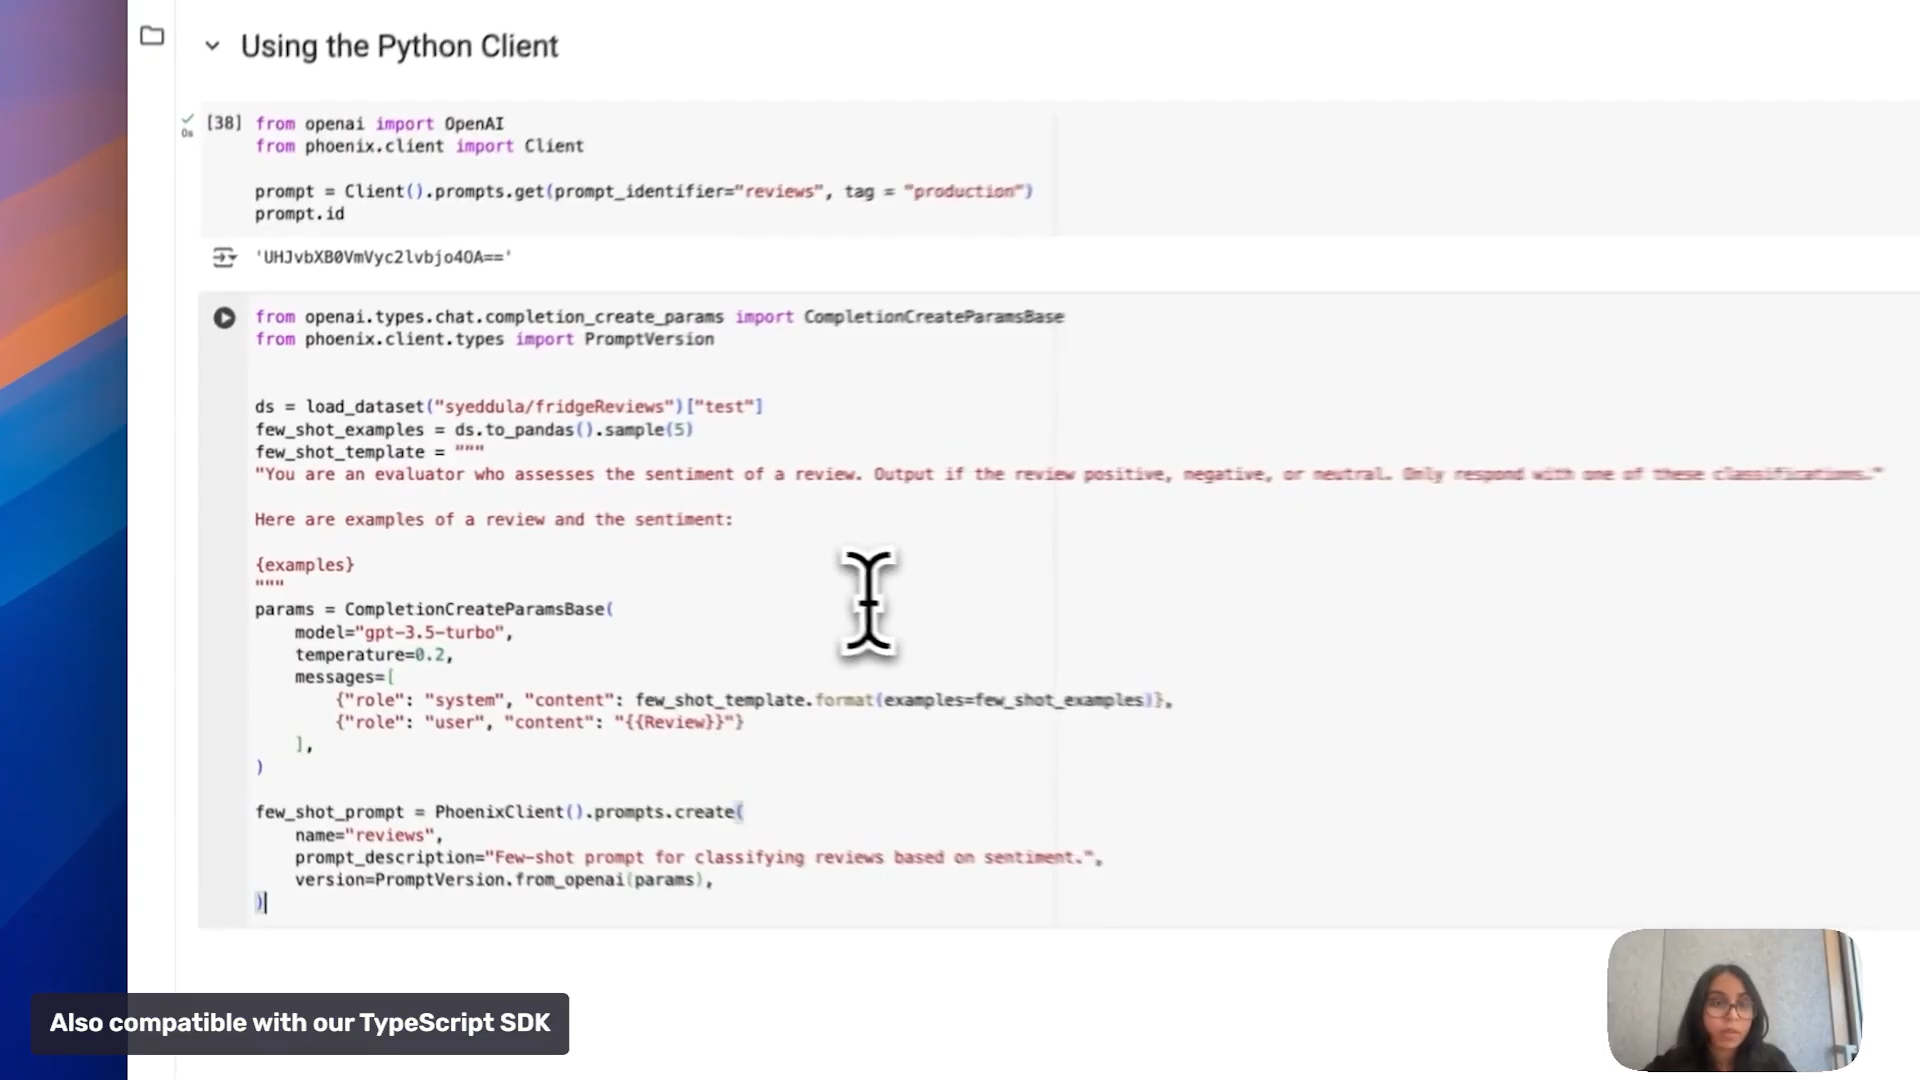 Using the Python Client
[38] from openai import OpenAI
0s
from phoenix.client import Client
prompt = Client().prompts.get(prompt_identifier="reviews", tag = "production")
prompt.id
'UHJvbXB0VmVyc2lvbjo4OA=='
from openai.types.chat.completion_create_params import CompletionCreateParamsBase
from phoenix.client.types import PromptVersion
ds = load_dataset("syeddula/fridgeReviews")["test"]
few_shot_examples = ds.to_pandas().sample(5)
few_shot_template = """
"You are an evaluator who assesses the sentiment of a review. Output if the review positive, negative, or neutral. Only respond with one of these classifications."
Here are examples of a review and the sentiment:
{examples}
"""
params = CompletionCreateParamsBase(
model="gpt-3.5-turbo",
temperature=0.2,
messages=[
{"role": "system", "content": few_shot_template.format(examples=few_shot_examples)},
{"role": "user", "content": "{{Review}}"}
],
)
few_shot_prompt = PhoenixClient().prompts.create(
name="reviews",
prompt_description="Few-shot prompt for classifying reviews based on sentiment.",
version=PromptVersion.from_openai(params),
)
Also compatible with our TypeScript SDK